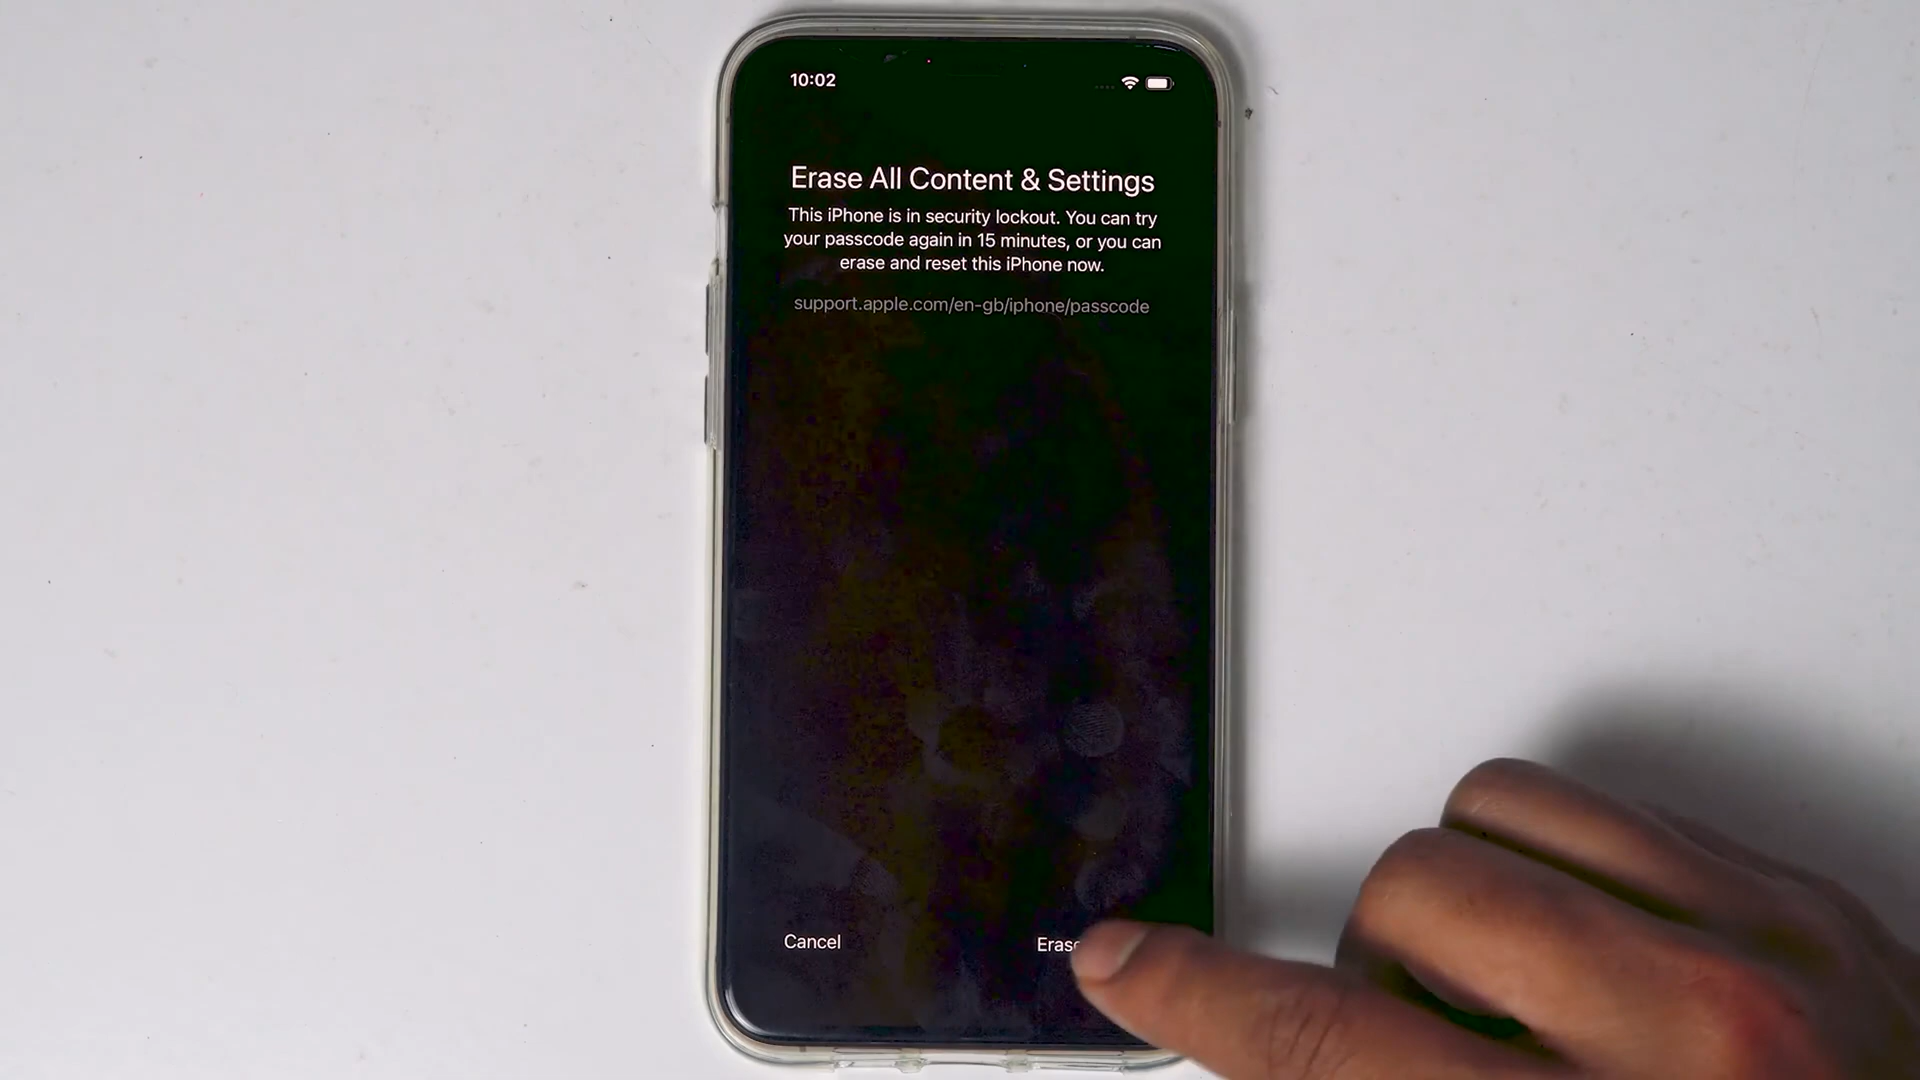 10:02
Erase All Content & Settings
This iPhone is in security lockout. You can try
your passcode again in 15 minutes, or you can
erase and reset this iPhone now.
support.apple.com/en-gb/iphone/passcode
Cancel